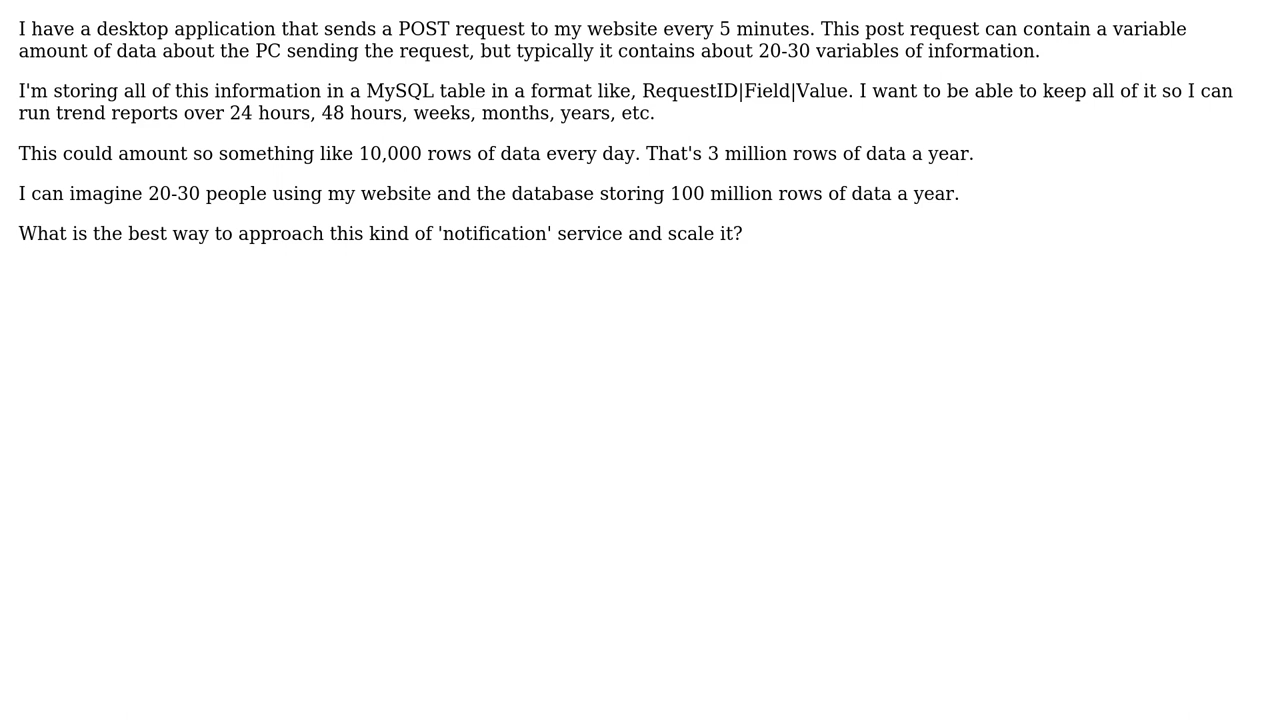 I have a desktop application that sends a POST request to my website every 5 minutes. This post request can contain a variable
amount of data about the PC sending the request, but typically it contains about 20-30 variables of information.
I'm storing all of this information in a MySQL table in a format like, RequestID|Field|Value. I want to be able to keep all of it so I can
run trend reports over 24 hours, 48 hours, weeks, months, years, etc.
This could amount so something like 10,000 rows of data every day. That's 3 million rows of data a year.
I can imagine 20-30 people using my website and the database storing 100 million rows of data a year.
What is the best way to approach this kind of 'notification' service and scale it?